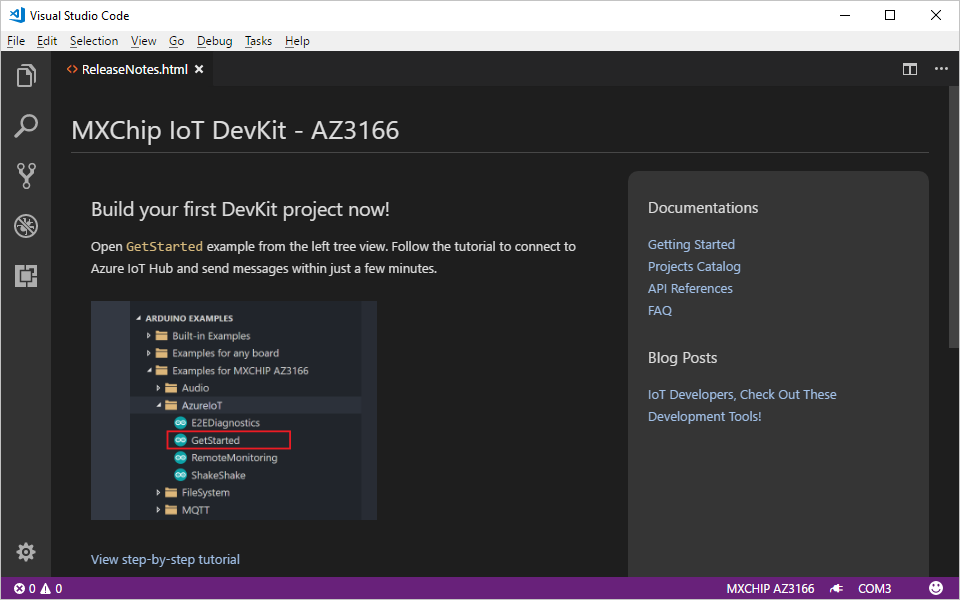 Visual Studio Code
File Edit Selection View Go Debug Tasks Help
ReleaseNotes.html
MXChip IoT DevKit - AZ3166
Build your first DevKit project now!
Open GetStarted example from the left tree view. Follow the tutorial to connect to
Azure IoT Hub and send messages within just a few minutes.
ARDUINO EXAMPLES
Built-in Examples
Examples for any board
Examples for MXCHIP AZ3166
Audio
AzureIoT
E2EDiagnostics
GetStarted
RemoteMonitoring
ShakeShake
FileSystem
MQTT
View step-by-step tutorial
Documentations
Getting Started
Projects Catalog
API References
FAQ
Blog Posts
IoT Developers, Check Out These
Development Tools!
0 0 MXCHIP AZ3166 COM3